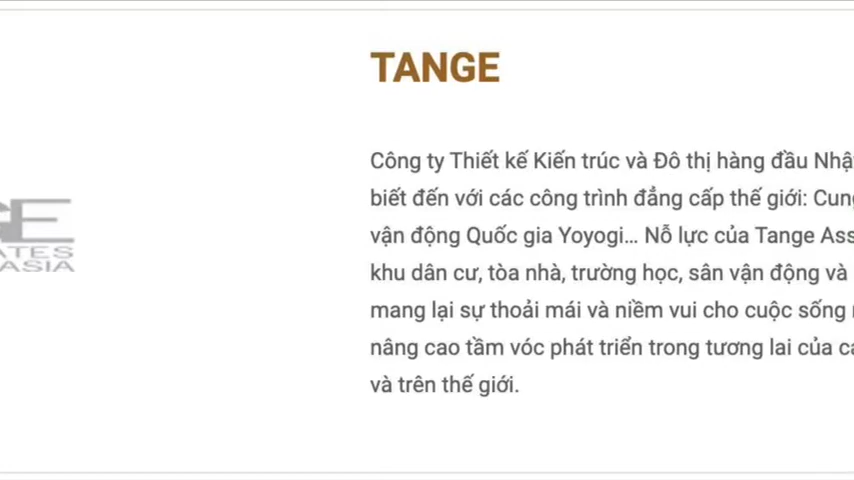 TANGE
Công ty Thiết kế Kiến trúc và Đô thị hàng đầu Nhậ
biết đến với các công trình đẳng cấp thế giới: Cung
vận động Quốc gia Yoyogi... Nỗ lực của Tange Ass
khu dân cư, tòa nhà, trường học, sân vận động và
mang lại sự thoải mái và niềm vui cho cuộc sống
nâng cao tầm vóc phát triển trong tương lai của
và trên thế giới.
GE
ATES
ASIA